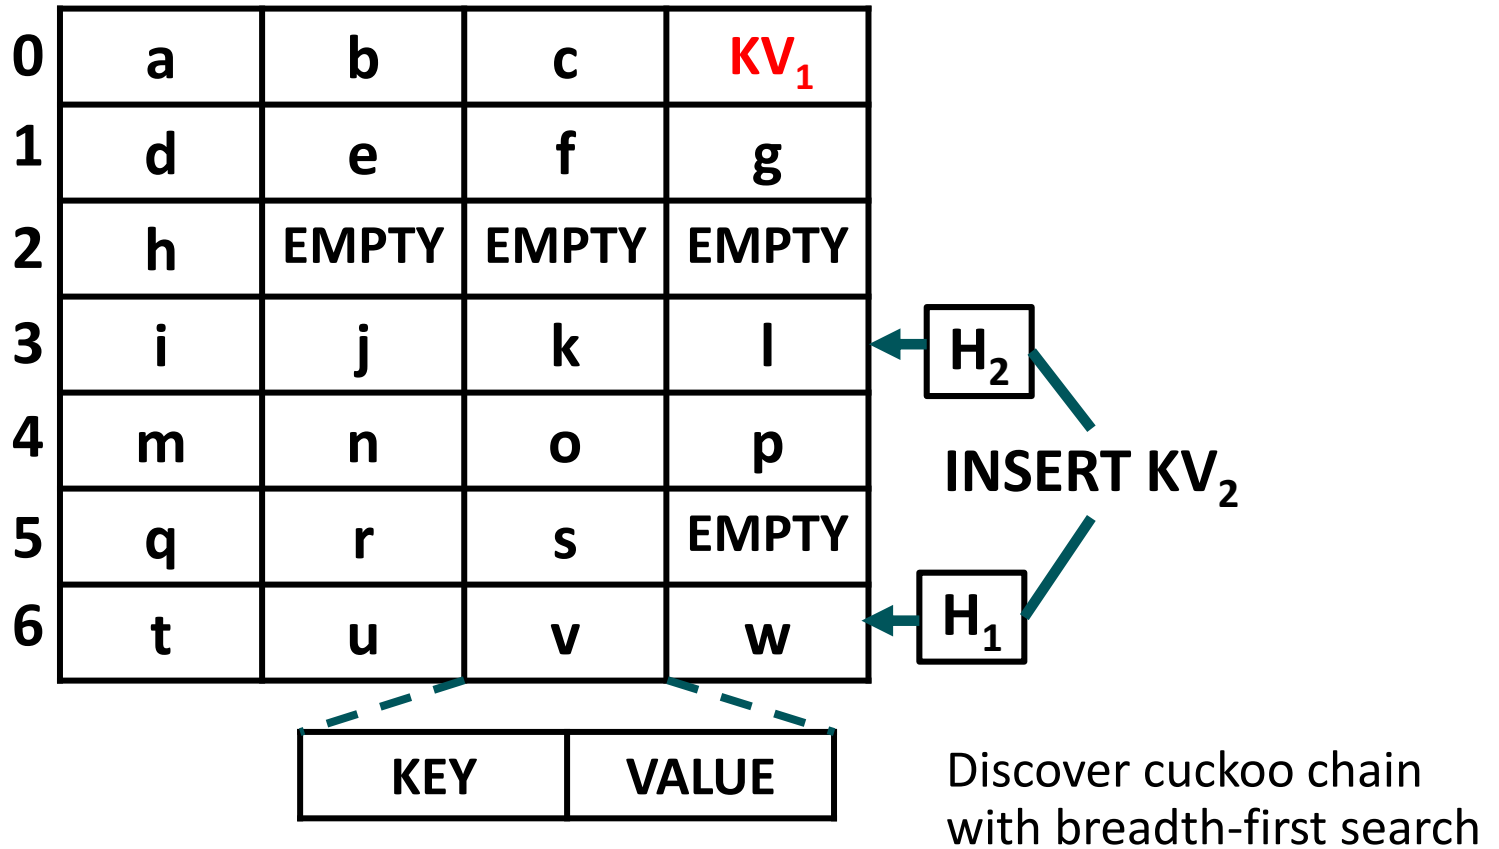 0 a b c KV₁
1 d e f g
2 h EMPTY EMPTY EMPTY
3 i j k l
H₂
4 m n o p
INSERT KV₂
5 q r s EMPTY
6 t u v w
H₁
KEY VALUE
Discover cuckoo chain
with breadth-first search